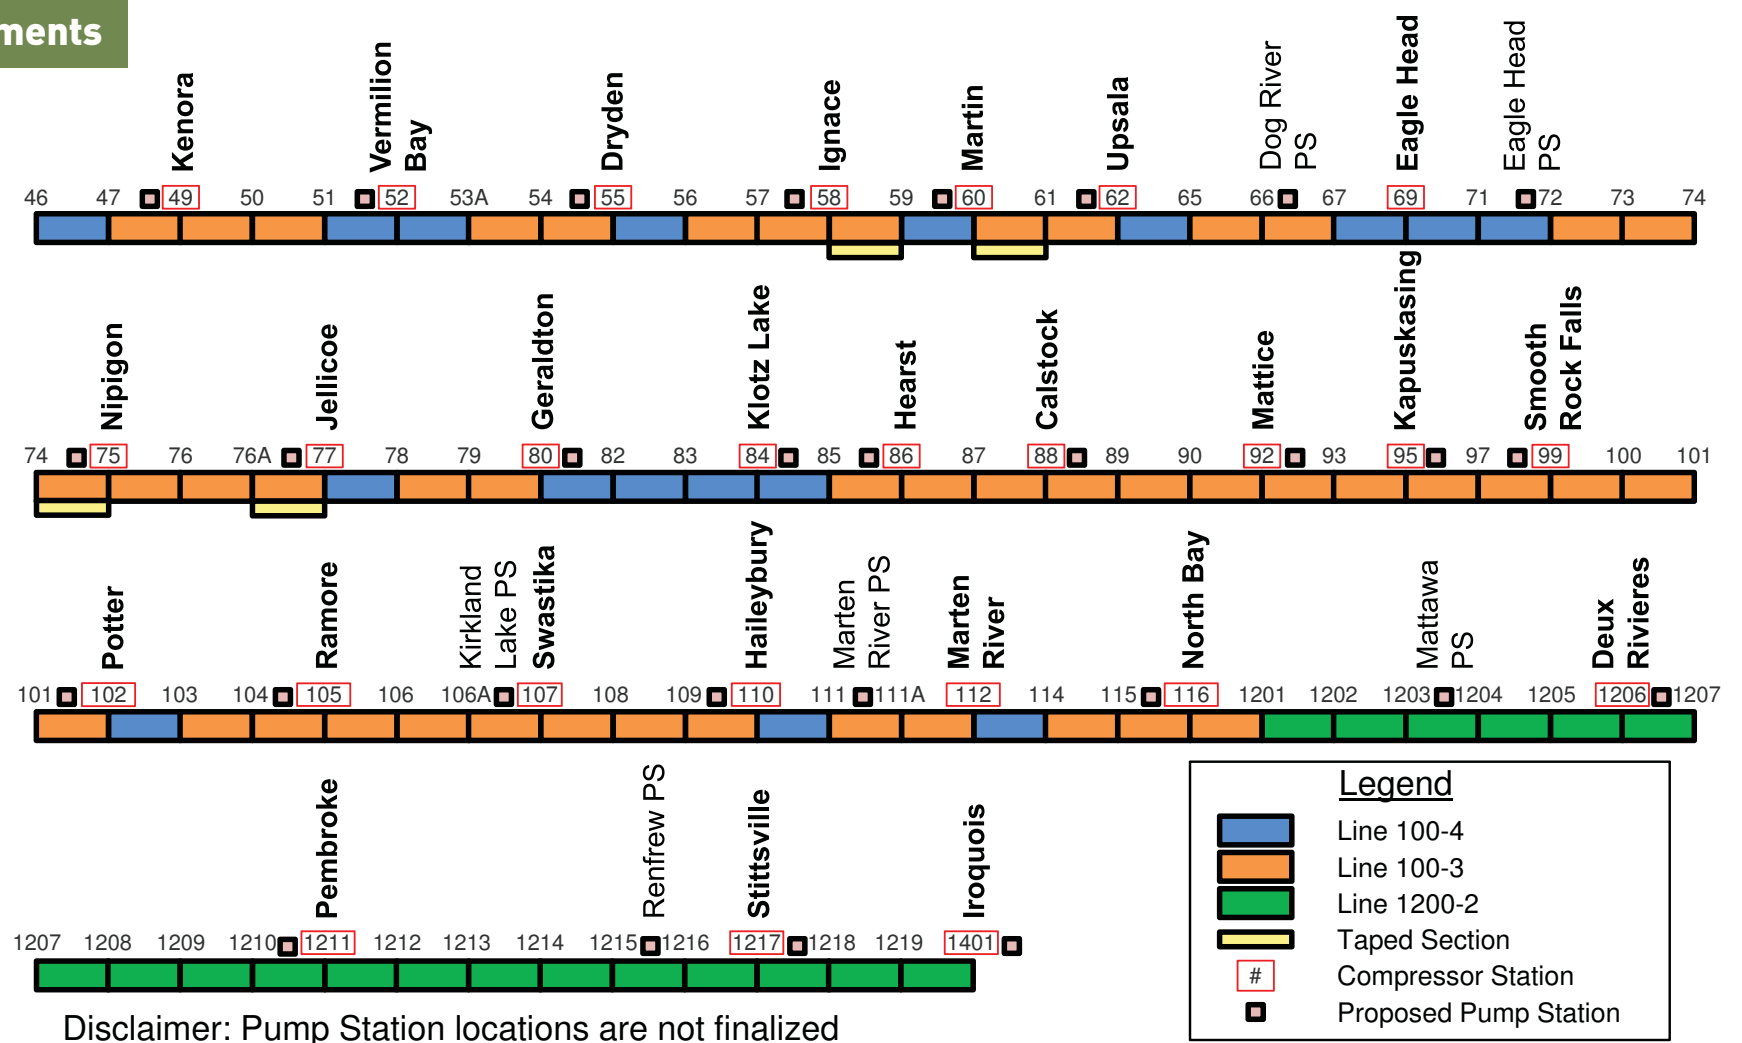 ments
Kenora
Vermilion
Bay
Dryden
Ignace
Martin
Upsala
Dog River
PS
Eagle Head
Eagle Head
PS
46 47 49 50 51 52 53A 54 55 56 57 58 59 60 61 62 65 66 67 69 71 72 73 74
Nipigon
Jellicoe
Geraldton
Klotz Lake
Hearst
Calstock
Mattice
Kapuskasing
Smooth
Rock Falls
74 75 76 76A 77 78 79 80 82 83 84 85 86 87 88 89 90 92 93 95 97 99 100 101
Potter
Ramore
Kirkland
Lake PS
Swastika
Haileybury
Marten
River PS
Marten
River
North Bay
Mattawa
PS
Deux
Rivieres
101 102 103 104 105 106 106A 107 108 109 110 111 111A 112 114 115 116 1201 1202 1203 1204 1205 1206 1207
Pembroke
Renfrew PS
Stittsville
Iroquois
1207 1208 1209 1210 1211 1212 1213 1214 1215 1216 1217 1218 1219 1401
Legend
Line 100-4
Line 100-3
Line 1200-2
Taped Section
# Compressor Station
Proposed Pump Station
Disclaimer: Pump Station locations are not finalized